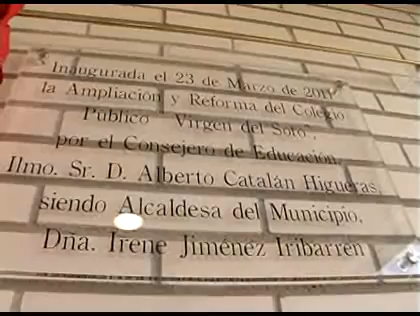 Inaugurada el 23 de Marzo de 2011
la Ampliación y Reforma del Colegio
Público "Virgen del Soto",
por el Consejero de Educación,
Ilmo. Sr. D. Alberto Catalán Higueras,
siendo Alcaldesa del Municipio,
Dña. Irene Jiménez Iribarren